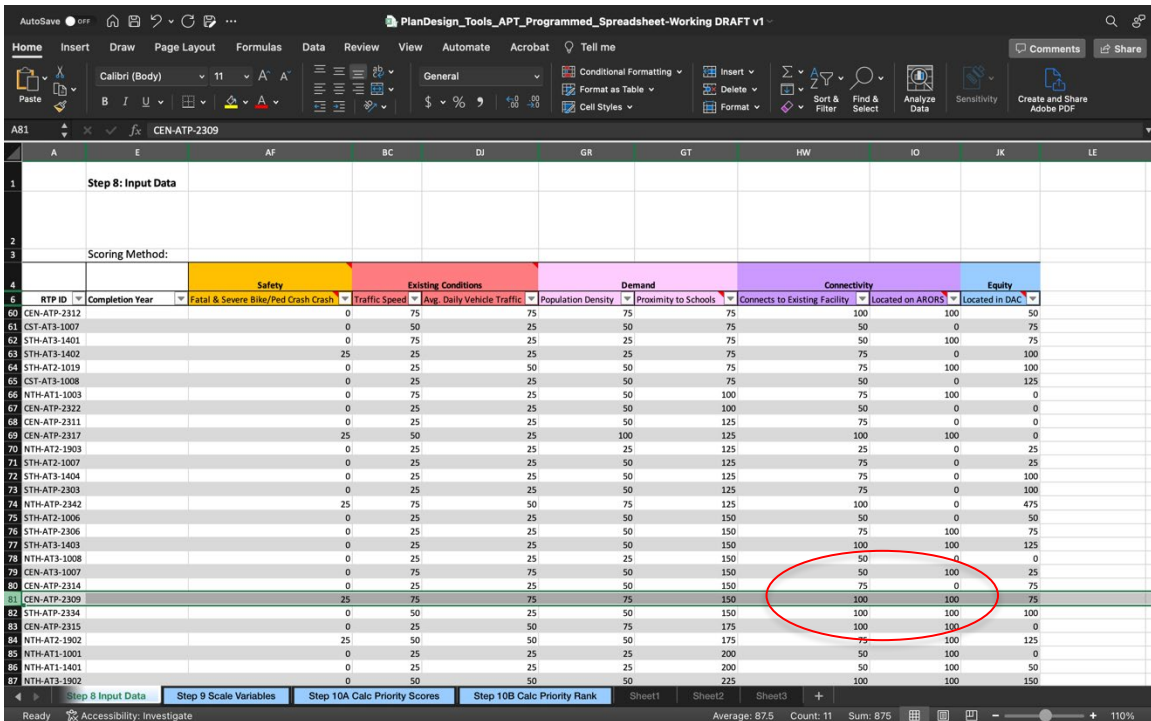 AutoSave OFF PlanDesign_Tools_APT_Programmed_Spreadsheet-Working DRAFT v1
Home Insert Draw Page Layout Formulas Data Review View Automate Acrobat Tell me Comments Share
Paste Calibri (Body) 11 A A General Conditional Formatting Insert Sort & Filter Find & Select Analyze Data Sensitivity Create and Share Adobe PDF
Format as Table Delete
B I U A $ % Cell Styles Format
A81 fx CEN-ATP-2309
A E AF BC DJ GR GT HW IO JK LE
1 Step 8: Input Data
2
3 Scoring Method:
4 Safety Existing Conditions Demand Connectivity Equity
6 RTP ID Completion Year Fatal & Severe Bike/Ped Crash Crash Traffic Speed Avg. Daily Vehicle Traffic Population Density Proximity to Schools Connects to Existing Facility Located on ARORS Located in DAC
60 CEN-ATP-2312 0 75 75 75 75 100 100 50
61 CST-AT3-1007 0 50 25 50 75 50 0 75
62 STH-AT3-1401 0 75 25 25 75 50 100 75
63 STH-AT3-1402 25 25 25 25 75 75 0 100
64 STH-AT2-1019 0 25 50 50 75 75 100 100
65 CST-AT3-1008 0 25 25 50 75 50 0 125
66 NTH-AT1-1003 0 75 25 50 100 75 100 0
67 CEN-ATP-2322 0 25 25 50 100 50 0 0
68 CEN-ATP-2311 0 25 25 50 125 75 0 0
69 CEN-ATP-2317 25 50 25 100 125 100 100 0
70 NTH-AT2-1903 0 25 25 25 125 25 0 25
71 STH-AT2-1007 0 25 25 50 125 75 0 25
72 STH-AT3-1404 0 25 25 50 125 75 0 100
73 STH-ATP-2303 0 25 25 50 125 75 0 100
74 NTH-ATP-2342 25 75 50 75 125 100 0 475
75 STH-AT2-1006 0 25 25 50 150 50 0 50
76 STH-ATP-2306 0 25 25 50 150 75 100 75
77 STH-AT3-1403 0 25 25 50 150 100 100 125
78 NTH-AT3-1008 0 25 25 25 150 50 0 0
79 CEN-AT3-1007 0 75 75 50 150 50 100 25
80 CEN-ATP-2314 0 25 25 50 150 75 0 75
81 CEN-ATP-2309 25 75 75 75 150 100 100 75
82 STH-ATP-2334 0 50 25 50 150 100 100 100
83 CEN-ATP-2315 0 25 50 75 175 100 100 0
84 NTH-AT2-1902 25 50 50 50 175 75 100 125
85 NTH-AT1-1001 0 25 25 25 200 50 100 0
86 NTH-AT1-1401 0 25 25 25 200 50 100 50
87 NTH-AT3-1902 0 50 50 50 225 100 100 150
Step 8 Input Data Step 9 Scale Variables Step 10A Calc Priority Scores Step 10B Calc Priority Rank Sheet1 Sheet2 Sheet3 +
Ready Accessibility: Investigate Average: 87.5 Count: 11 Sum: 875 - + 110%